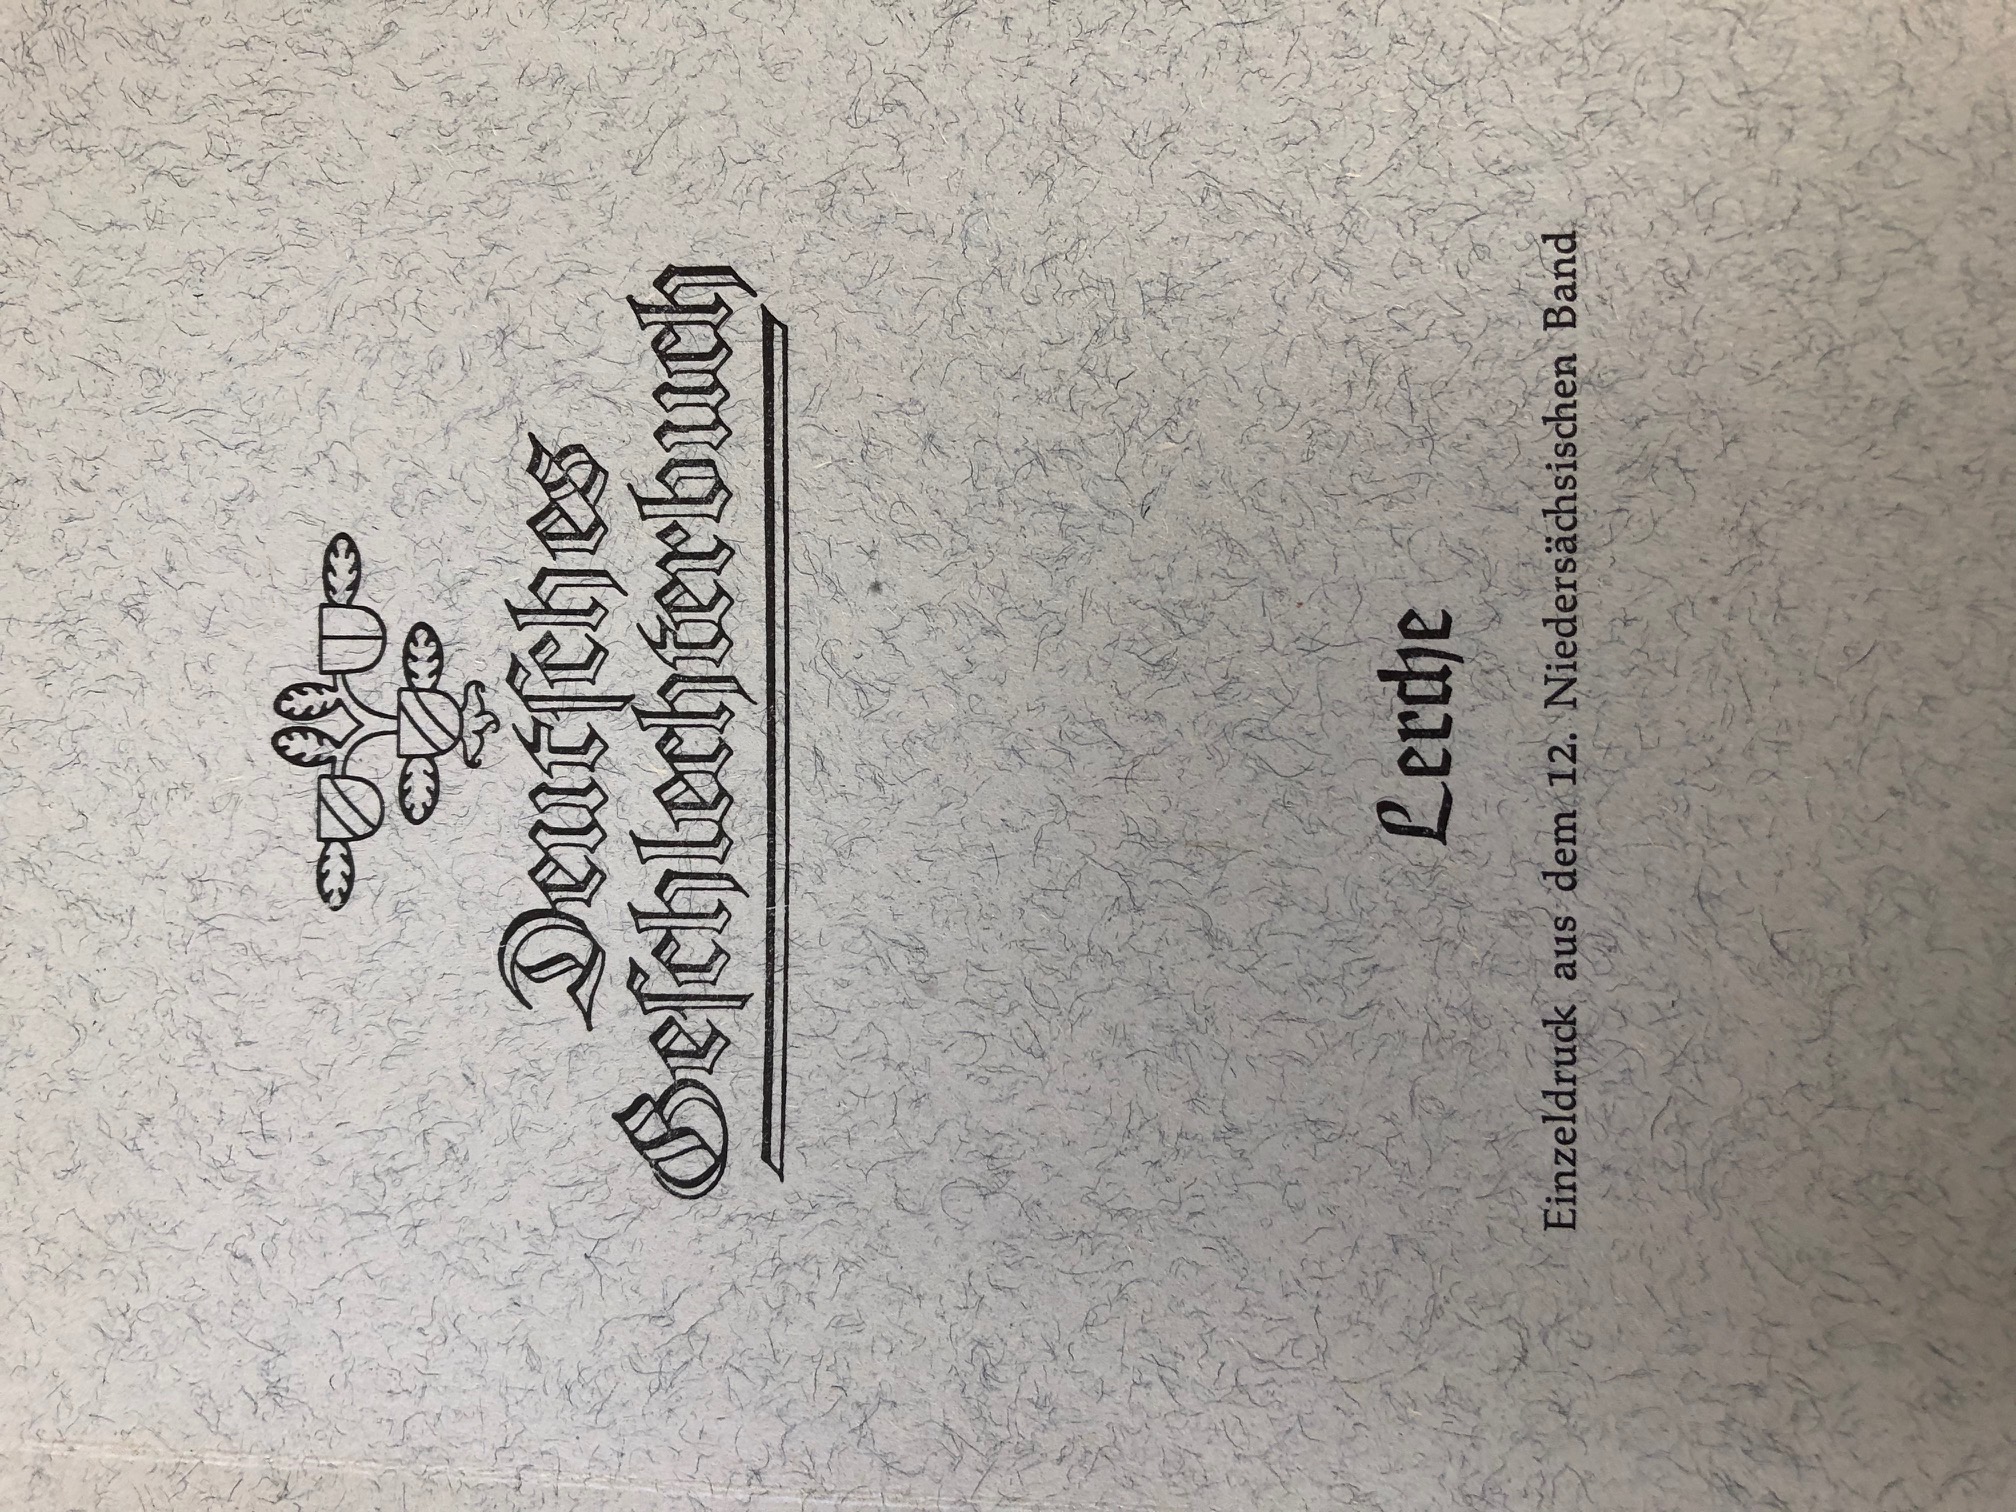 Deutſches
Geſchlechterbuch
Lerche
Einzeldruck aus dem 12. Niedersächsischen Band